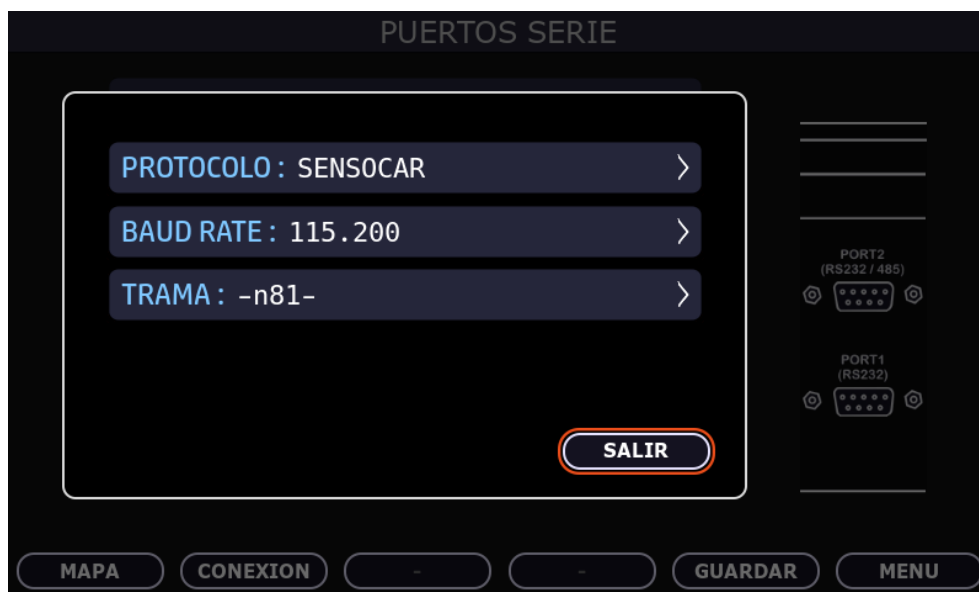 PUERTOS SERIE
PROTOCOLO : SENSOCAR
BAUD RATE : 115.200
TRAMA : -n81-
SALIR
PORT2
(RS232 / 485)
PORT1
(RS232)
MAPA CONEXION - - GUARDAR MENU